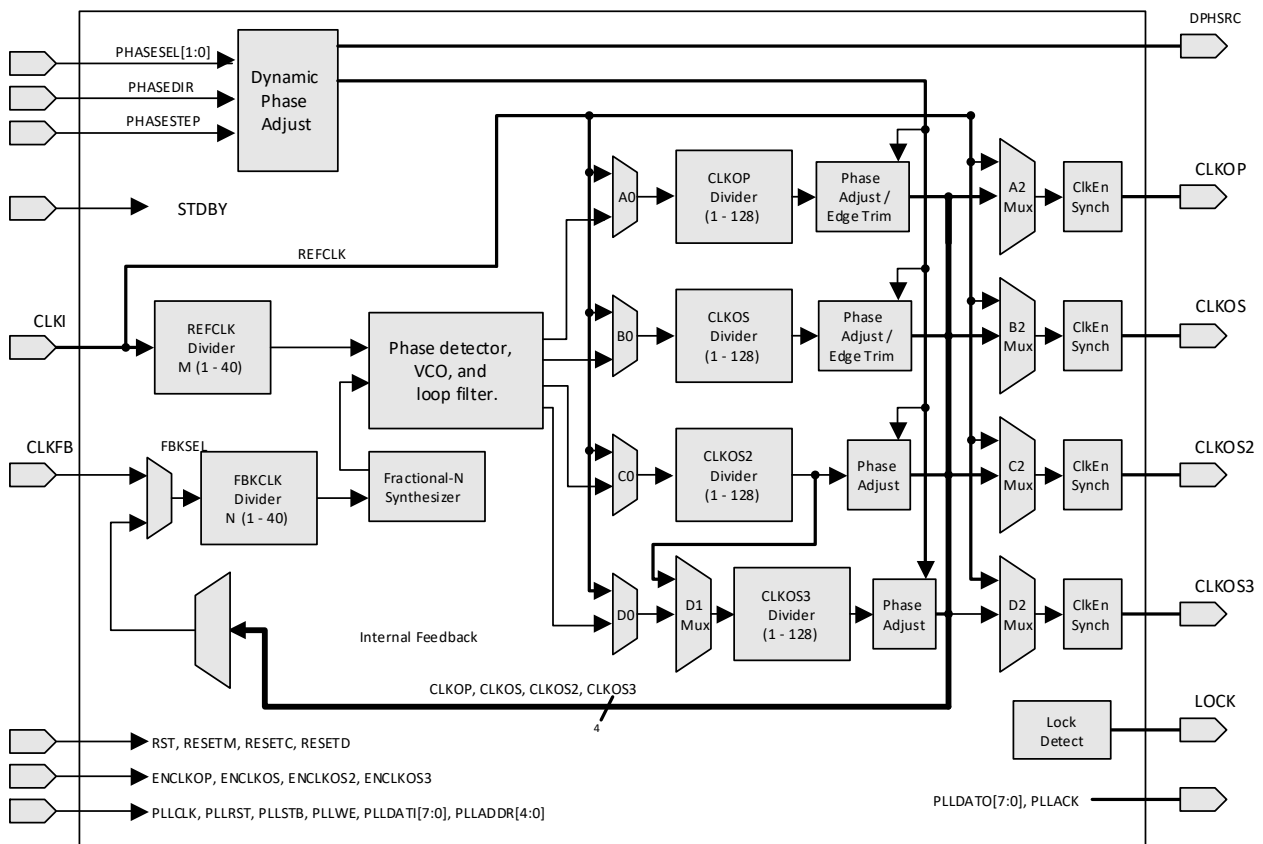 DPHSRC
PHASESEL[1:0]
PHASEDIR
PHASESTEP
Dynamic
Phase
Adjust
STDBY
REFCLK
CLKI
REFCLK
Divider
M (1 - 40)
Phase detector,
VCO, and
loop filter.
CLKFB
FBKSEL
FBKCLK
Divider
N (1 - 40)
Fractional-N
Synthesizer
A0
CLKOP
Divider
(1 - 128)
Phase
Adjust /
Edge Trim
A2
Mux
ClkEn
Synch
CLKOP
B0
CLKOS
Divider
(1 - 128)
Phase
Adjust /
Edge Trim
B2
Mux
ClkEn
Synch
CLKOS
C0
CLKOS2
Divider
(1 - 128)
Phase
Adjust
C2
Mux
ClkEn
Synch
CLKOS2
D0
D1
Mux
CLKOS3
Divider
(1 - 128)
Phase
Adjust
D2
Mux
ClkEn
Synch
CLKOS3
Internal Feedback
CLKOP, CLKOS, CLKOS2, CLKOS3
4
Lock
Detect
LOCK
RST, RESETM, RESETC, RESETD
ENCLKOP, ENCLKOS, ENCLKOS2, ENCLKOS3
PLLCLK, PLLRST, PLLSTB, PLLWE, PLLDATI[7:0], PLLADDR[4:0]
PLLDATO[7:0], PLLACK